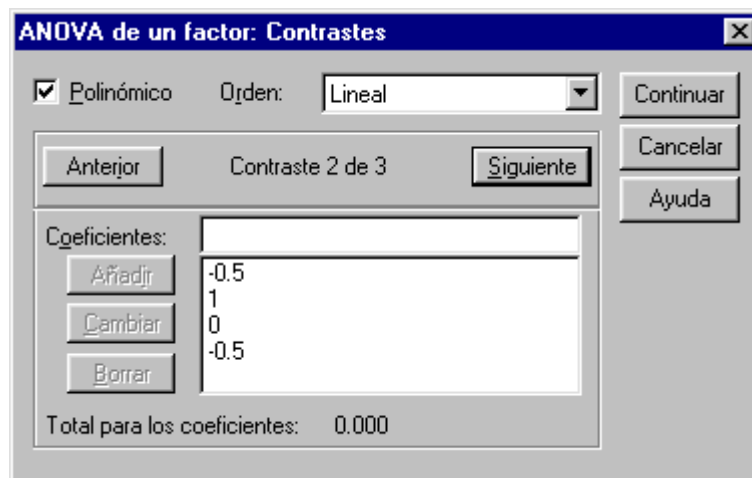 ANOVA de un factor: Contrastes
Polinómico Orden: Lineal
Continuar
Cancelar
Ayuda
Anterior Contraste 2 de 3 Siguiente
Coeficientes:
Añadir
Cambiar
Borrar
-0.5
1
0
-0.5
Total para los coeficientes: 0.000